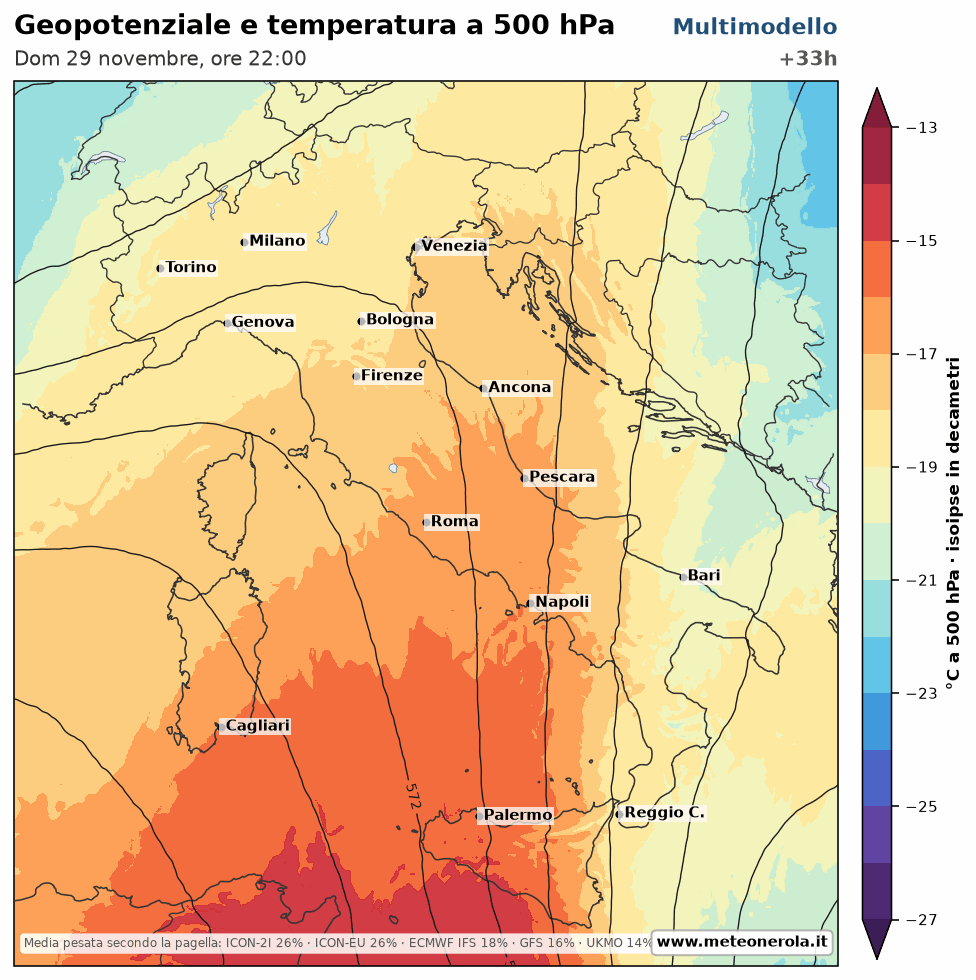 Geopotenziale e temperatura a 500 hPa
Multimodello
Dom 29 novembre, ore 22:00
+33h
Milano
Venezia
Torino
Genova
Bologna
Firenze
Ancona
Pescara
Roma
Bari
Napoli
Cagliari
572
Palermo
Reggio C.
−13
−15
−17
−19
−21
−23
−25
−27
°C a 500 hPa · isoipse in decametri
Media pesata secondo la pagella: ICON-2I 26% · ICON-EU 26% · ECMWF IFS 18% · GFS 16% · UKMO 14%
www.meteonerola.it